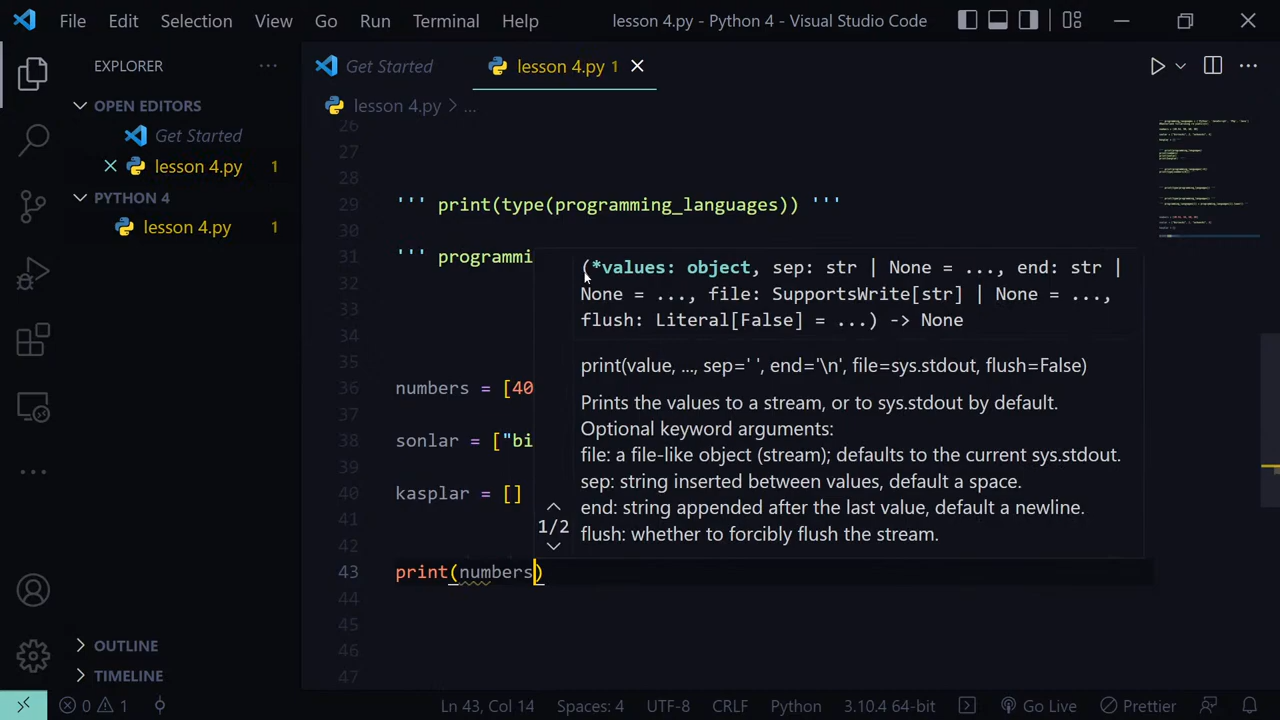 File Edit Selection View Go Run Terminal Help lesson 4.py - Python 4 - Visual Studio Code
EXPLORER
OPEN EDITORS
Get Started
lesson 4.py 1
PYTHON 4
lesson 4.py 1
OUTLINE
TIMELINE
Get Started lesson 4.py 1
lesson 4.py > ...
26
27
28
29 ''' print(type(programming_languages)) '''
30
31 ''' programmi
32
33
34
35
36 numbers = [40
37
38 sonlar = ["bi
39
40 kasplar = []
41
42
43 print(numbers)
44
45
46
47
(*values: object, sep: str | None = ..., end: str |
None = ..., file: SupportsWrite[str] | None = ...,
flush: Literal[False] = ...) -> None
print(value, ..., sep=' ', end='\n', file=sys.stdout, flush=False)
Prints the values to a stream, or to sys.stdout by default.
Optional keyword arguments:
file: a file-like object (stream); defaults to the current sys.stdout.
sep: string inserted between values, default a space.
end: string appended after the last value, default a newline.
flush: whether to forcibly flush the stream.
1/2
0 1 Ln 43, Col 14 Spaces: 4 UTF-8 CRLF Python 3.10.4 64-bit Go Live Prettier